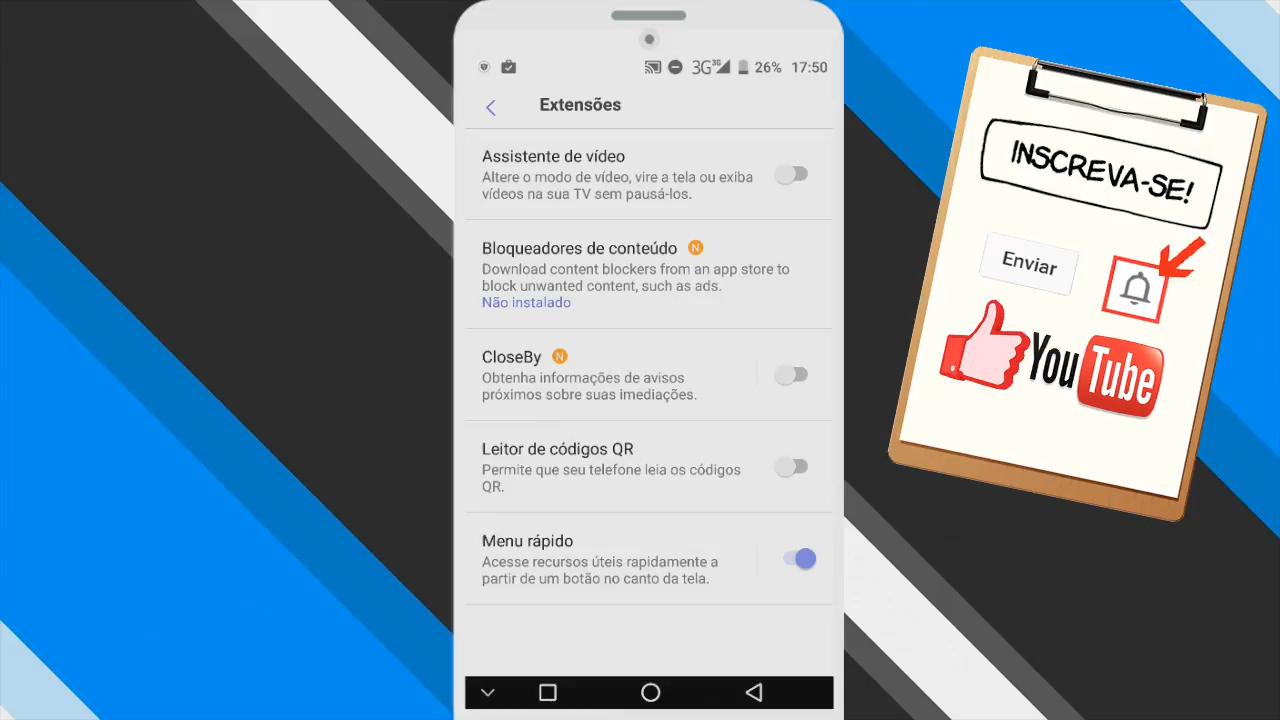 3G 3G 26% 17:50
Extensões
Assistente de vídeo
Altere o modo de vídeo, vire a tela ou exiba
vídeos na sua TV sem pausá-los.
Bloqueadores de conteúdo N
Download content blockers from an app store to
block unwanted content, such as ads.
Não instalado
CloseBy N
Obtenha informações de avisos
próximos sobre suas imediações.
Leitor de códigos QR
Permite que seu telefone leia os códigos
QR.
Menu rápido
Acesse recursos úteis rapidamente a
partir de um botão no canto da tela.
INSCREVA-SE!
Enviar
YouTube